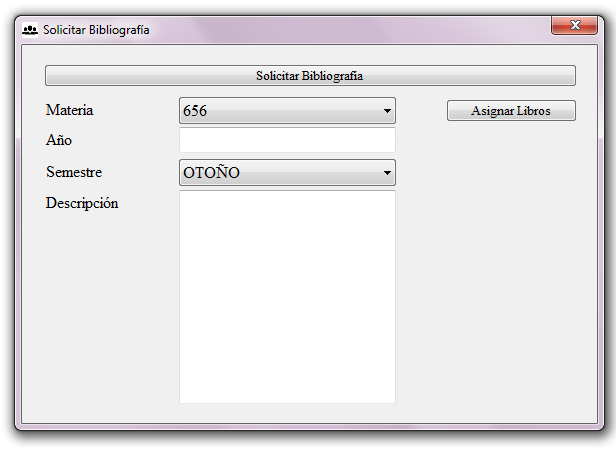 Solicitar Bibliografía
Solicitar Bibliografía
Materia 656 Asignar Libros
Año
Semestre OTOÑO
Descripción